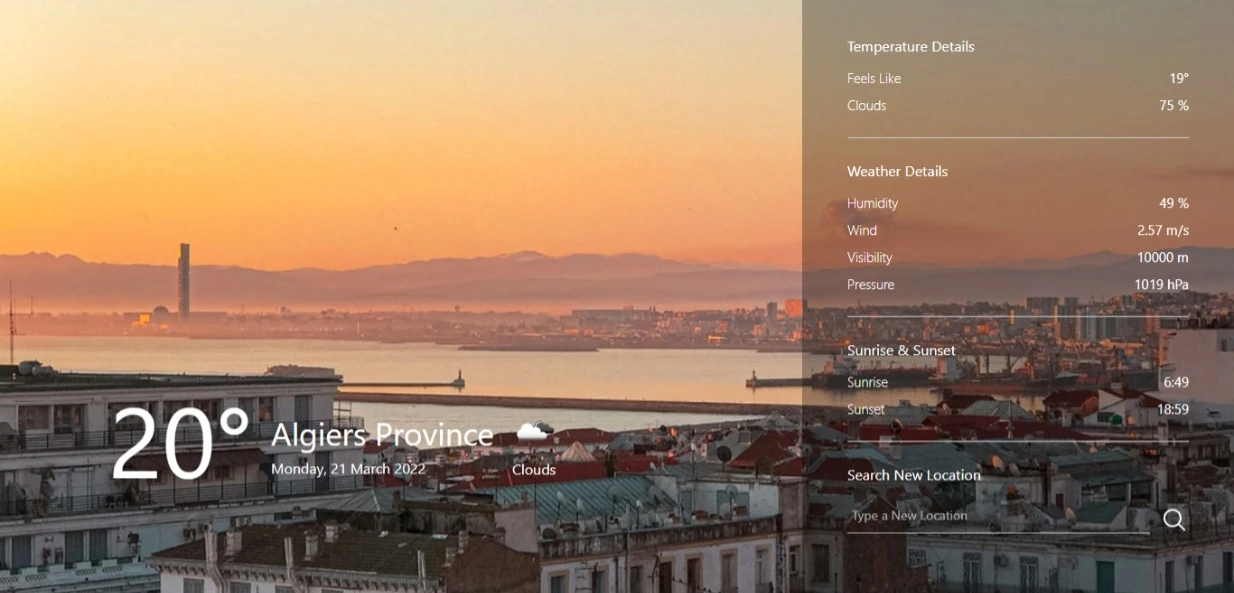 20°
Algiers Province
Monday, 21 March 2022
Clouds
Temperature Details
Feels Like 19°
Clouds 75 %
Weather Details
Humidity 49 %
Wind 2.57 m/s
Visibility 10000 m
Pressure 1019 hPa
Sunrise & Sunset
Sunrise 6:49
Sunset 18:59
Search New Location
Type a New Location